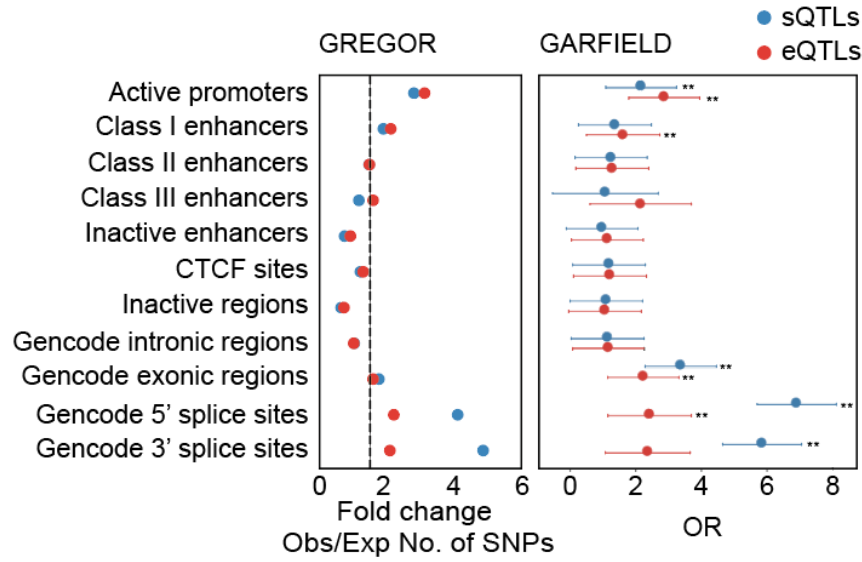 sQTLs
eQTLs
GREGOR
GARFIELD
Active promoters
**
**
Class I enhancers
**
Class II enhancers
Class III enhancers
Inactive enhancers
CTCF sites
Inactive regions
Gencode intronic regions
Gencode exonic regions
**
**
Gencode 5' splice sites
**
**
Gencode 3' splice sites
**
0 2 4 6
0 2 4 6 8
Fold change
Obs/Exp No. of SNPs
OR